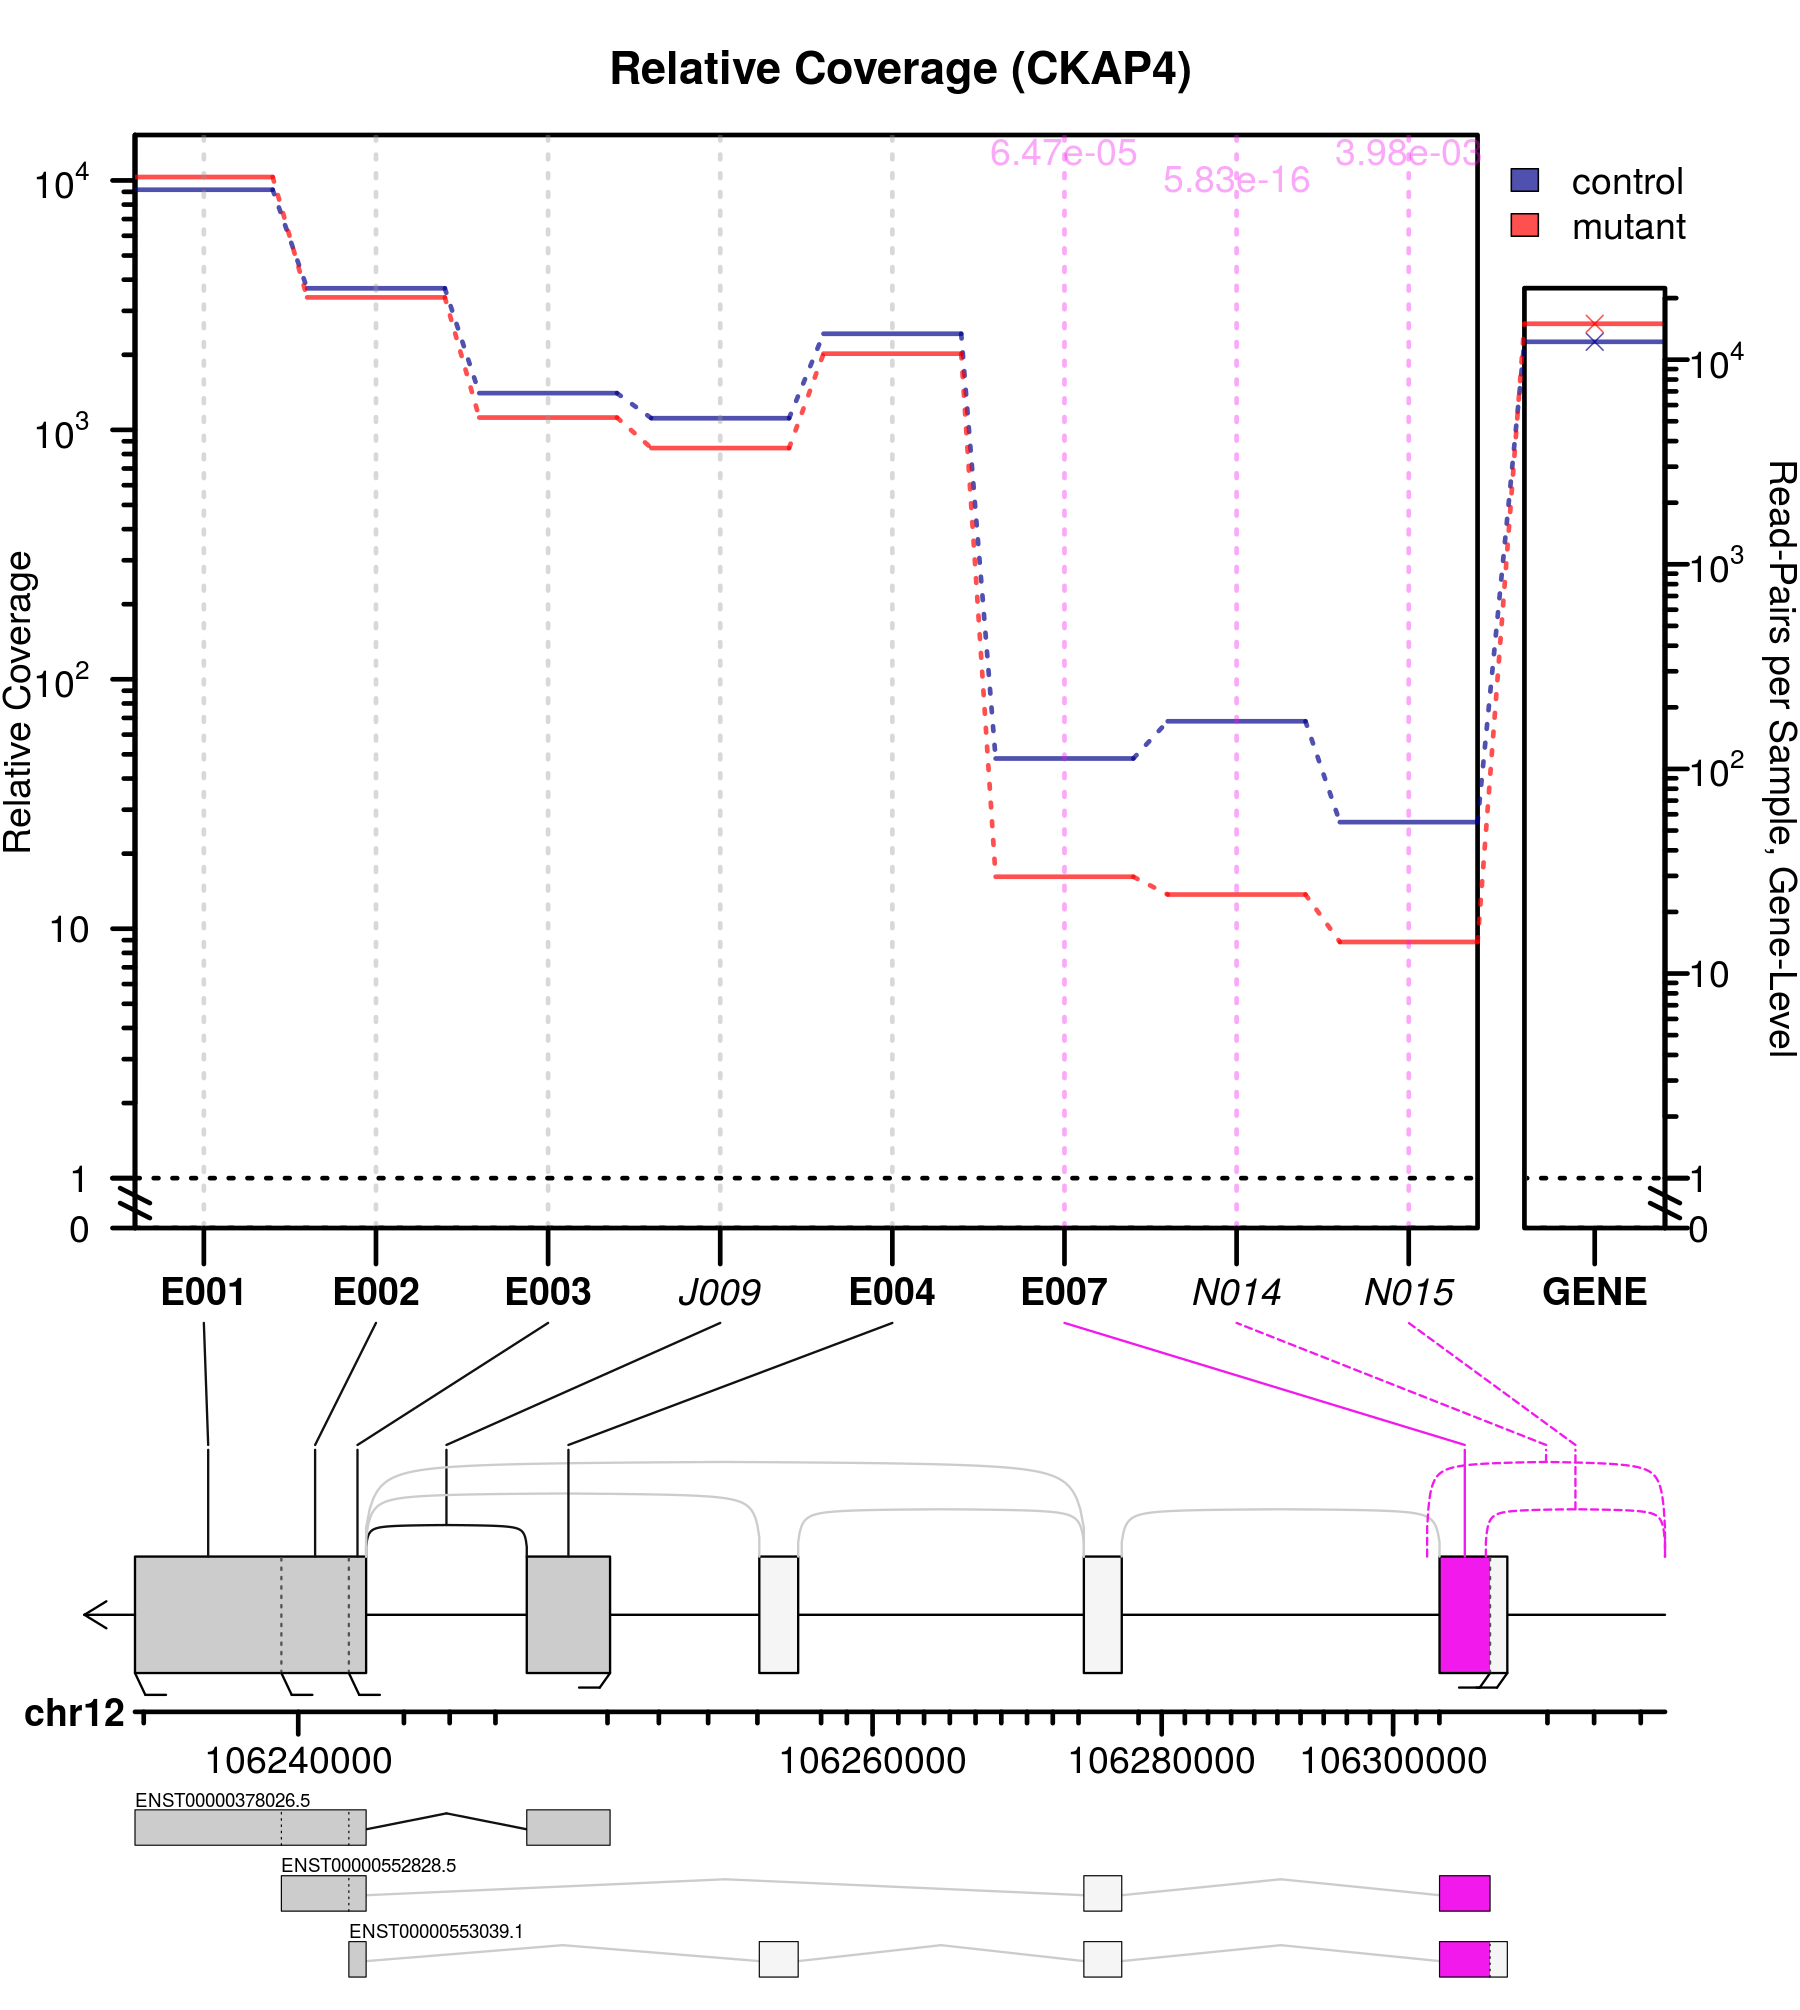 Relative Coverage (CKAP4)
6.47e-05
5.83e-16
3.98e-03
control
mutant
Relative Coverage
10^4
10^3
10^2
10
1
0
10^4
10^3
10^2
10
1
0
Read-Pairs per Sample, Gene-Level
E001 E002 E003 J009 E004 E007 N014 N015 GENE
chr12
106240000 106260000 106280000 106300000
ENST00000378026.5
ENST00000552828.5
ENST00000553039.1